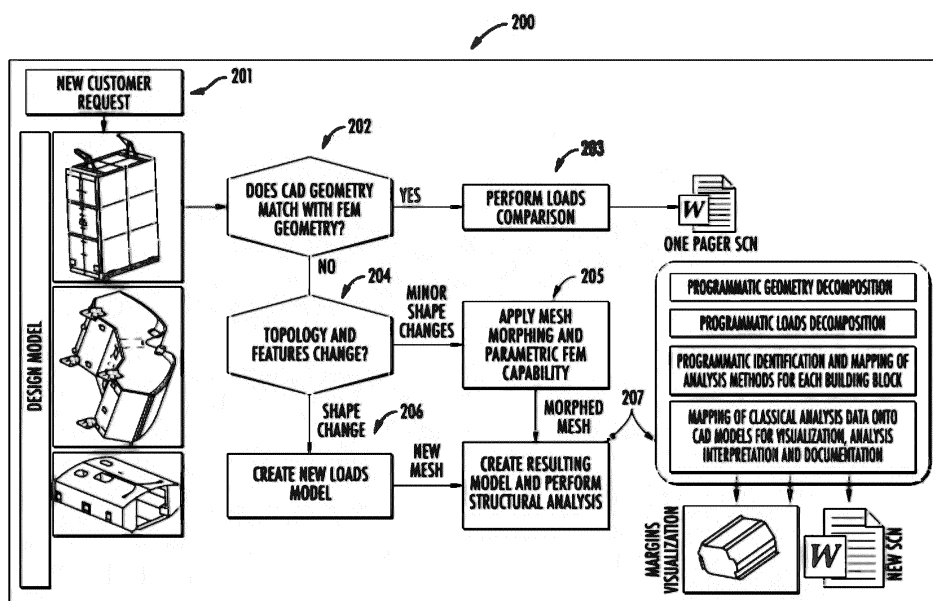 200
NEW CUSTOMER
REQUEST
201
DESIGN MODEL
202
DOES CAD GEOMETRY
MATCH WITH FEM
GEOMETRY?
YES
203
PERFORM LOADS
COMPARISON
W
ONE PAGER SCN
NO
204
TOPOLOGY AND
FEATURES CHANGE?
MINOR
SHAPE
CHANGES
205
APPLY MESH
MORPHING AND
PARAMETRIC FEM
CAPABILITY
SHAPE
CHANGE
206
CREATE NEW LOADS
MODEL
NEW
MESH
MORPHED
MESH
207
CREATE RESULTING
MODEL AND PERFORM
STRUCTURAL ANALYSIS
PROGRAMMATIC GEOMETRY DECOMPOSITION
PROGRAMMATIC LOADS DECOMPOSITION
PROGRAMMATIC IDENTIFICATION AND MAPPING OF
ANALYSIS METHODS FOR EACH BUILDING BLOCK
MAPPING OF CLASSICAL ANALYSIS DATA ONTO
CAD MODELS FOR VISUALIZATION, ANALYSIS
INTERPRETATION AND DOCUMENTATION
MARGINS
VISUALIZATION
W
NEW SCN